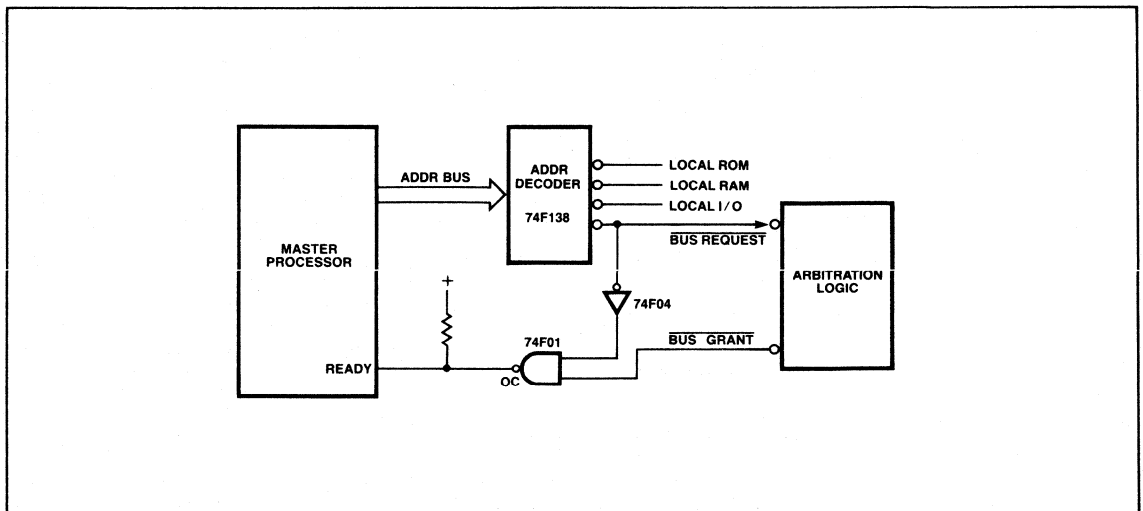 ADDR BUS
ADDR
DECODER
74F138
LOCAL ROM
LOCAL RAM
LOCAL I/O
BUS REQUEST
MASTER
PROCESSOR
ARBITRATION
LOGIC
+
74F04
74F01
BUS GRANT
READY
OC